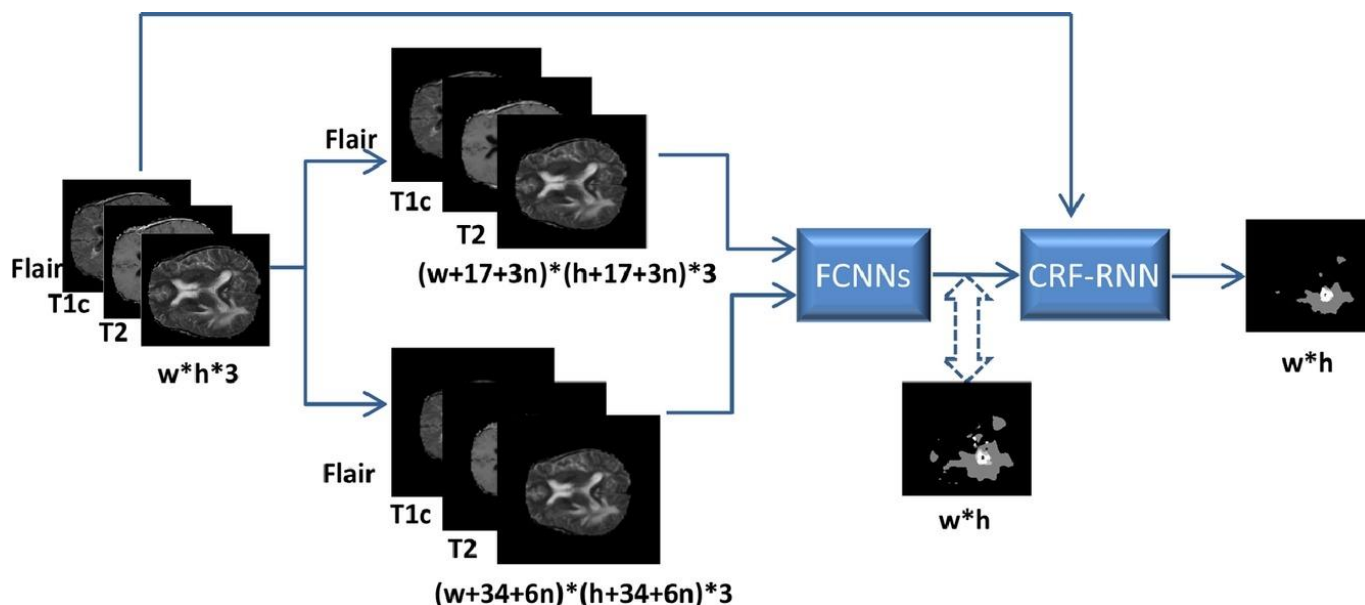 Flair
T1c
T2
w*h*3
Flair
T1c
T2
(w+17+3n)*(h+17+3n)*3
Flair
T1c
T2
(w+34+6n)*(h+34+6n)*3
FCNNs
w*h
CRF-RNN
w*h